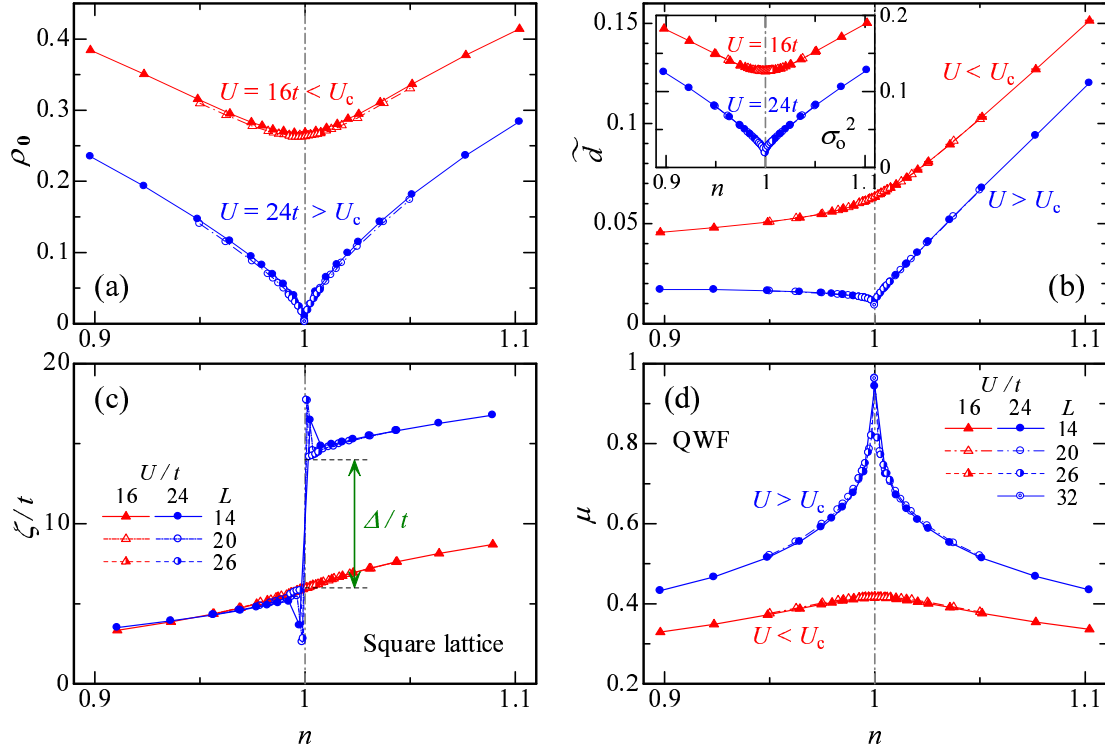 (a)
0.4
0.3
0.2
0.1
0
ρ₀
U = 16t < Uc
U = 24t > Uc
0.9
1
1.1
(b)
0.15
0.10
0.05
0
d̃
U < Uc
U > Uc
0.9
1
1.1
U = 16t
U = 24t
σₒ²
0.2
0.1
0
0.9
n
1
1.1
(c)
20
10
0
ζ/t
U/t
16 24 L
14
20
26
Δ/t
Square lattice
0.9
1
1.1
n
(d)
QWF
1
0.8
0.6
0.4
0.2
μ
U/t
16 24 L
14
20
26
32
U > Uc
U < Uc
0.9
1
1.1
n